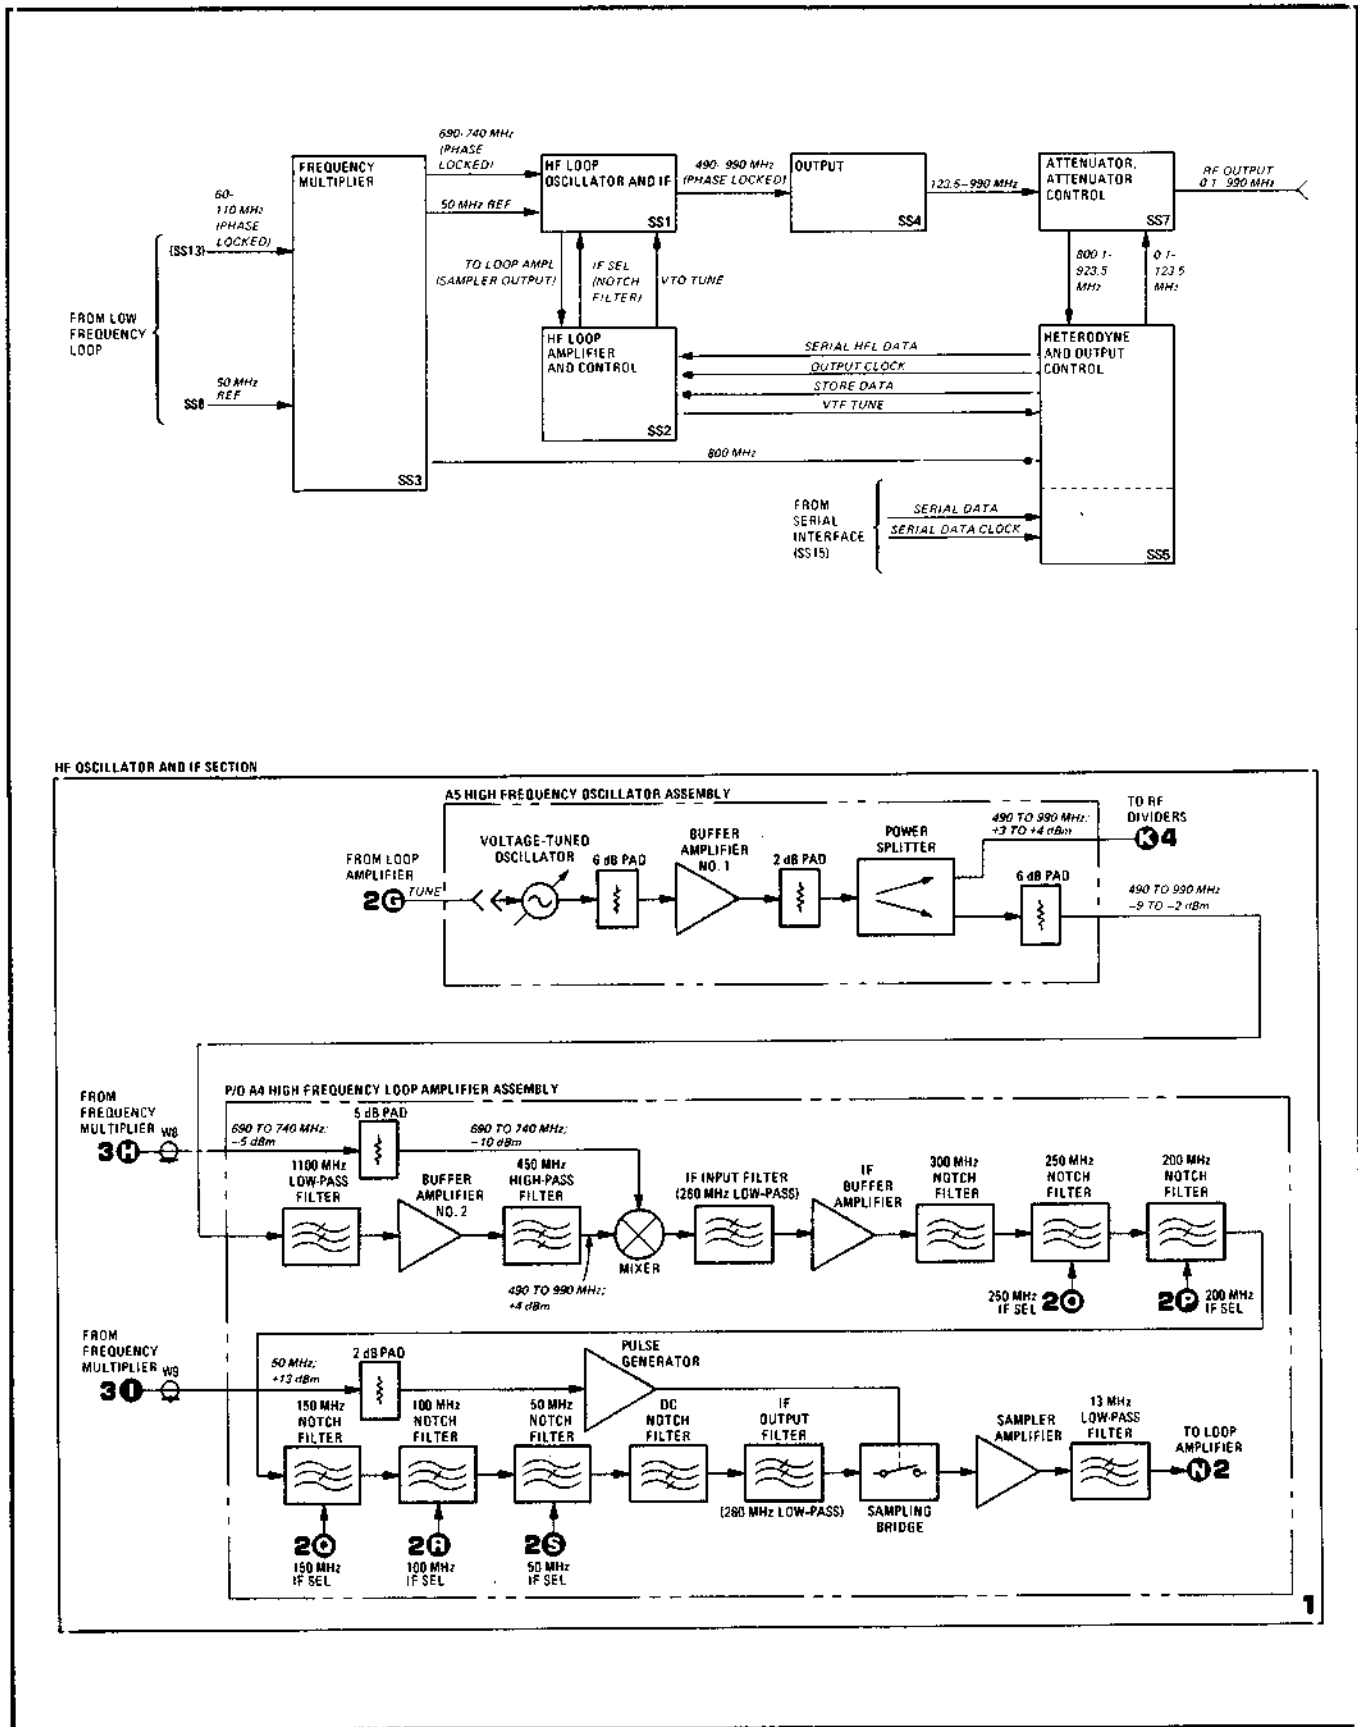 690-740 MHz
(PHASE
LOCKED)
FREQUENCY
MULTIPLIER
HF LOOP
OSCILLATOR AND IF
490-990 MHz
(PHASE LOCKED)
OUTPUT
ATTENUATOR,
ATTENUATOR
CONTROL
RF OUTPUT
0.1-990 MHz
60-
110 MHz
(PHASE
LOCKED)
50 MHz REF
123.5-990 MHz
SS1
SS4
SS7
(SS13)
TO LOOP AMPL
(SAMPLER OUTPUT)
IF SEL
(NOTCH
FILTER)
VTO TUNE
800.1-
923.5
MHz
0.1-
123.5
MHz
FROM LOW
FREQUENCY
LOOP
HF LOOP
AMPLIFIER
AND CONTROL
SERIAL HFL DATA
OUTPUT CLOCK
STORE DATA
VTF TUNE
HETERODYNE
AND OUTPUT
CONTROL
50 MHz
REF
SS6
SS2
800 MHz
SS3
FROM
SERIAL
INTERFACE
(SS15)
SERIAL DATA
SERIAL DATA CLOCK
SS5
HF OSCILLATOR AND IF SECTION
A5 HIGH FREQUENCY OSCILLATOR ASSEMBLY
FROM LOOP
AMPLIFIER
2G
TUNE
VOLTAGE-TUNED
OSCILLATOR
6 dB PAD
BUFFER
AMPLIFIER
NO. 1
2 dB PAD
POWER
SPLITTER
490 TO 990 MHz;
+3 TO +4 dBm
TO RF
DIVIDERS
K4
6 dB PAD
490 TO 990 MHz
-9 TO -2 dBm
P/O A4 HIGH FREQUENCY LOOP AMPLIFIER ASSEMBLY
FROM
FREQUENCY
MULTIPLIER
W8
3H
690 TO 740 MHz;
-5 dBm
5 dB PAD
690 TO 740 MHz;
-10 dBm
1100 MHz
LOW-PASS
FILTER
BUFFER
AMPLIFIER
NO. 2
450 MHz
HIGH-PASS
FILTER
490 TO 990 MHz;
+4 dBm
MIXER
IF INPUT FILTER
(260 MHz LOW-PASS)
IF
BUFFER
AMPLIFIER
300 MHz
NOTCH
FILTER
250 MHz
NOTCH
FILTER
200 MHz
NOTCH
FILTER
250 MHz
IF SEL
2O
2P
200 MHz
IF SEL
FROM
FREQUENCY
MULTIPLIER
W9
3I
50 MHz;
+13 dBm
2 dB PAD
PULSE
GENERATOR
150 MHz
NOTCH
FILTER
100 MHz
NOTCH
FILTER
50 MHz
NOTCH
FILTER
DC
NOTCH
FILTER
IF
OUTPUT
FILTER
(280 MHz LOW-PASS)
SAMPLING
BRIDGE
SAMPLER
AMPLIFIER
13 MHz
LOW-PASS
FILTER
TO LOOP
AMPLIFIER
N2
2Q
150 MHz
IF SEL
2R
100 MHz
IF SEL
2S
50 MHz
IF SEL
1